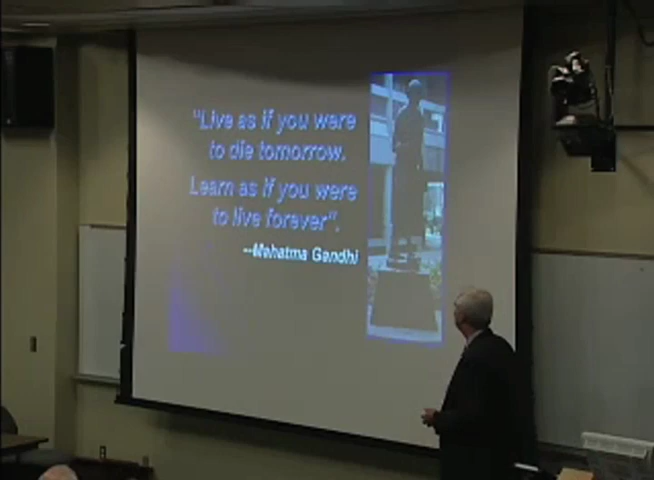 "Live as if you were
to die tomorrow.
Learn as if you were
to live forever".
--Mahatma Gandhi